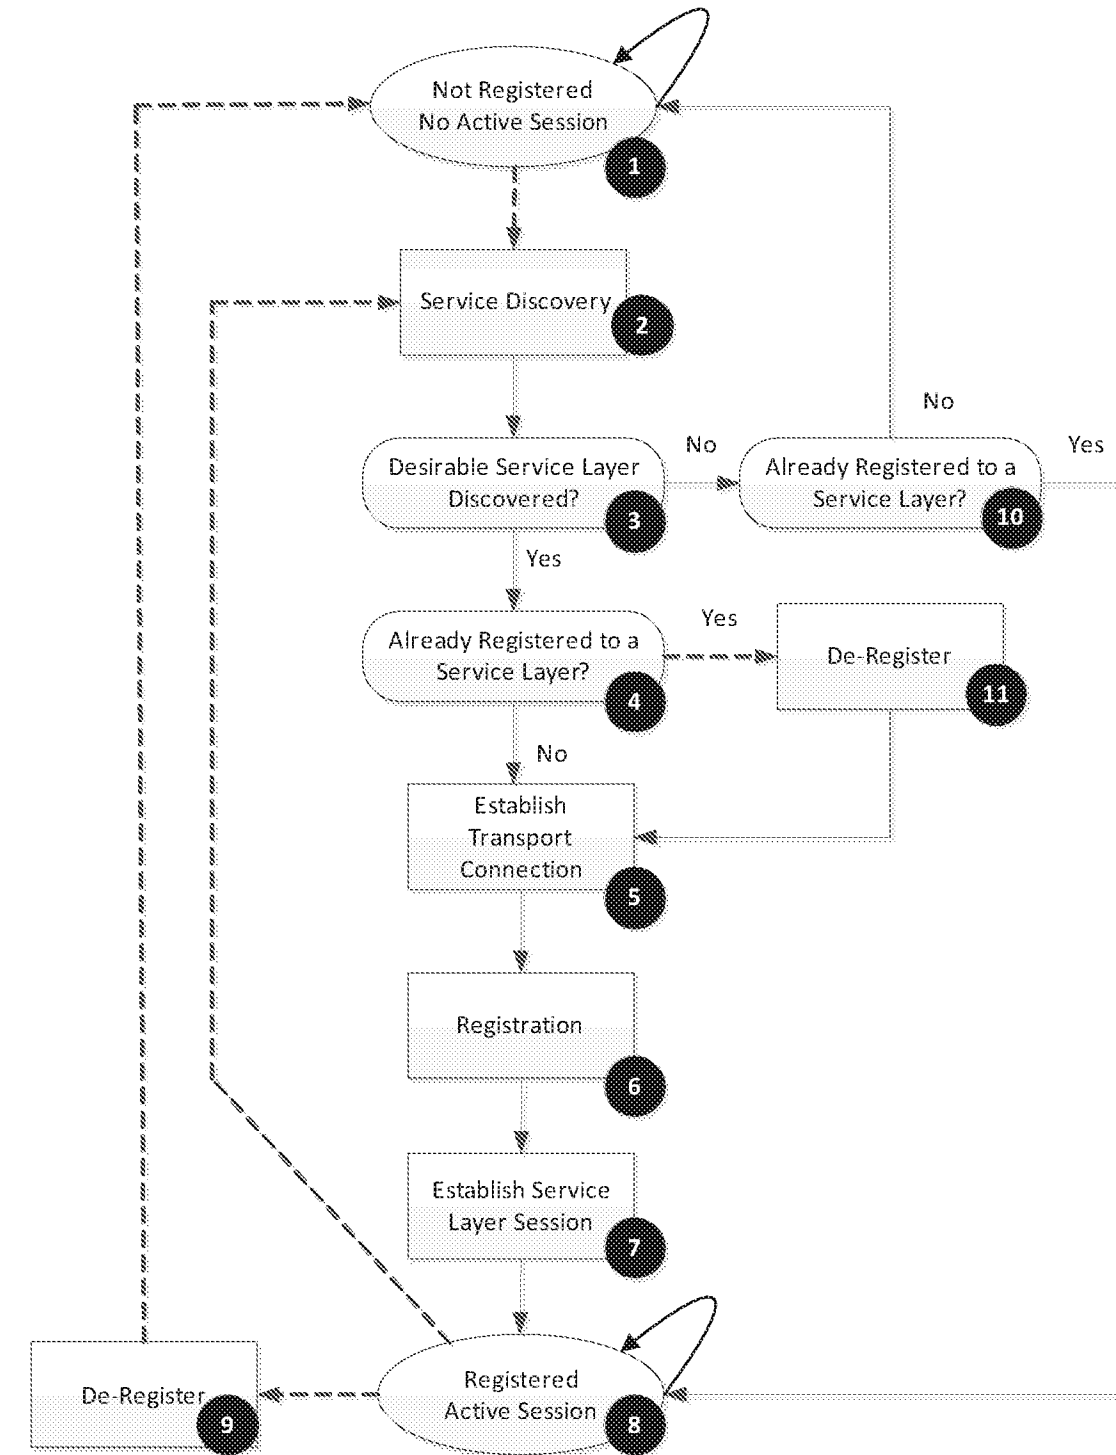 Not Registered
No Active Session
1
Service Discovery
2
No
Desirable Service Layer
Discovered?
3
No
Already Registered to a
Service Layer?
10
Yes
Yes
Already Registered to a
Service Layer?
4
Yes
De-Register
11
No
Establish
Transport
Connection
5
Registration
6
Establish Service
Layer Session
7
Registered
Active Session
8
De-Register
9